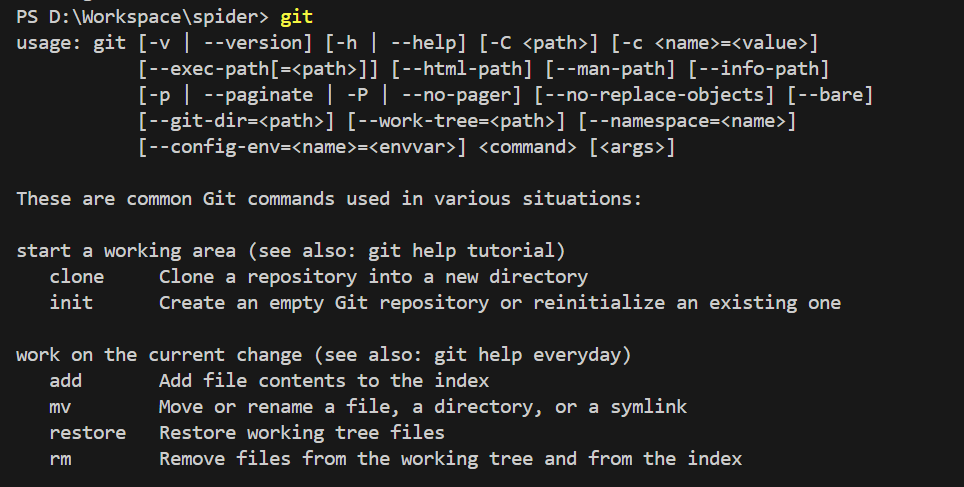 PS D:\Workspace\spider> git
usage: git [-v | --version] [-h | --help] [-C <path>] [-c <name>=<value>]
           [--exec-path[=<path>]] [--html-path] [--man-path] [--info-path]
           [-p | --paginate | -P | --no-pager] [--no-replace-objects] [--bare]
           [--git-dir=<path>] [--work-tree=<path>] [--namespace=<name>]
           [--config-env=<name>=<envvar>] <command> [<args>]

These are common Git commands used in various situations:

start a working area (see also: git help tutorial)
   clone     Clone a repository into a new directory
   init      Create an empty Git repository or reinitialize an existing one

work on the current change (see also: git help everyday)
   add       Add file contents to the index
   mv        Move or rename a file, a directory, or a symlink
   restore   Restore working tree files
   rm        Remove files from the working tree and from the index